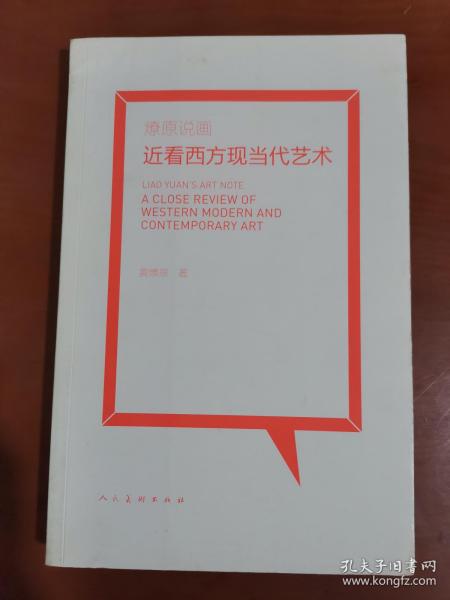 燎原说画
近看西方现当代艺术
LIAO YUAN'S ART NOTE
A CLOSE REVIEW OF
WESTERN MODERN AND
CONTEMPORARY ART
著
人民美术出版社
孔夫子旧书网
www.kongfz.com